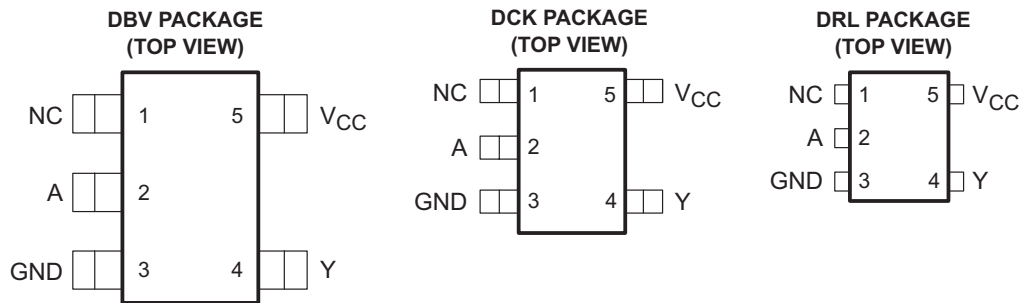 DBV PACKAGE
(TOP VIEW)
NC 1 5 VCC
A 2
GND 3 4 Y
DCK PACKAGE
(TOP VIEW)
NC 1 5 VCC
A 2
GND 3 4 Y
DRL PACKAGE
(TOP VIEW)
NC 1 5 VCC
A 2
GND 3 4 Y